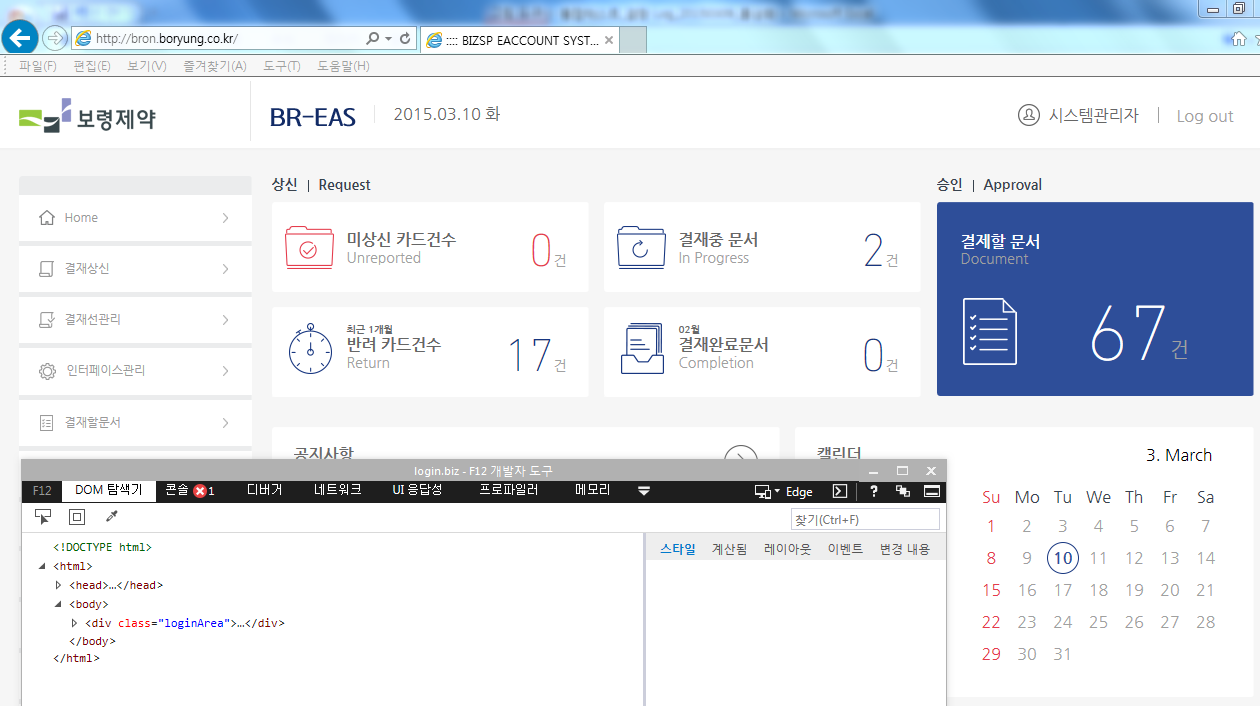 http://bron.boryung.co.kr/
:::: BIZSP EACCOUNT SYST...
파일(F) 편집(E) 보기(V) 즐겨찾기(A) 도구(T) 도움말(H)
보령제약
BR-EAS
2015.03.10 화
시스템관리자
Log out
Home
결재상신
결재선관리
인터페이스관리
결재할문서
상신 | Request
미상신 카드건수
Unreported
0건
결재중 문서
In Progress
2건
최근 1개월
반려 카드건수
Return
17건
02월
결재완료문서
Completion
0건
승인 | Approval
결제할 문서
Document
67건
공지사항
캘린더
3. March
Su Mo Tu We Th Fr Sa
1 2 3 4 5 6 7
8 9 10 11 12 13 14
15 16 17 18 19 20 21
22 23 24 25 26 27 28
29 30 31
login.biz - F12 개발자 도구
F12 DOM 탐색기 콘솔 1 디버거 네트워크 UI 응답성 프로파일러 메모리 Edge ?
찾기(Ctrl+F)
<!DOCTYPE html>
<html>
<head>…</head>
<body>
<div class="loginArea">…</div>
</body>
</html>
스타일 계산됨 레이아웃 이벤트 변경 내용